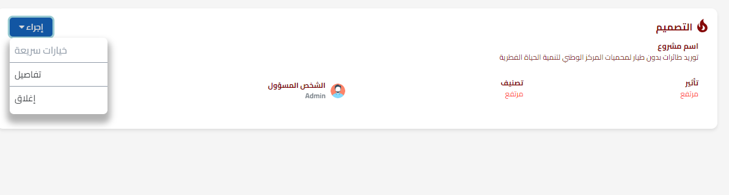 التصميم
إجراء
خيارات سريعة
تفاصيل
إغلاق
اسم مشروع
توريد طائرات بدون طيار لمحميات المركز الوطني لتنمية الحياة الفطرية
تأثير
مرتفع
تصنيف
مرتفع
الشخص المسؤول
Admin